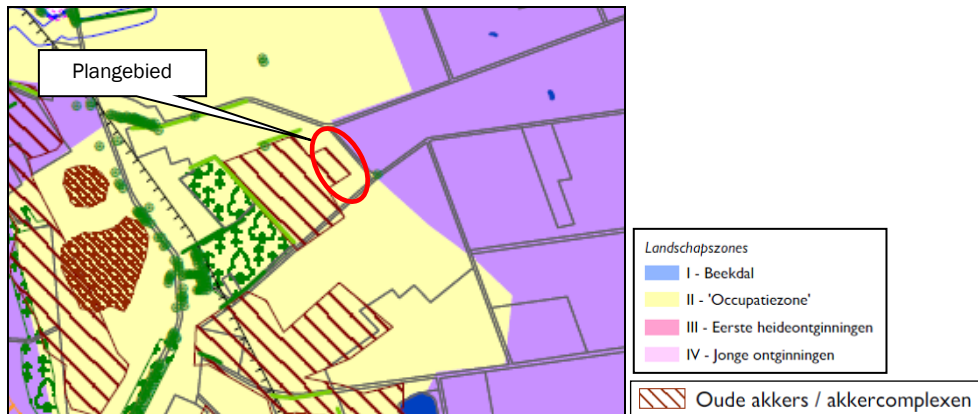 Plangebied
Landschapszones
I - Beekdal
II - 'Occupatiezone'
III - Eerste heideontginningen
IV - Jonge ontginningen
Oude akkers / akkercomplexen